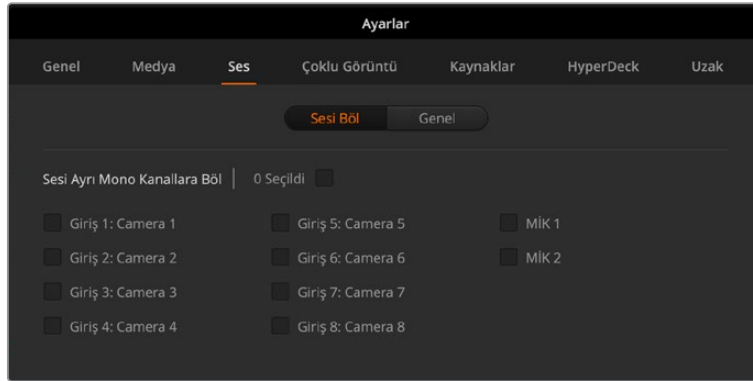 Ayarlar
Genel Medya Ses Çoklu Görüntü Kaynaklar HyperDeck Uzak
Sesi Böl Genel
Sesi Ayrı Mono Kanallara Böl 0 Seçildi
Giriş 1: Camera 1 Giriş 5: Camera 5 MİK 1
Giriş 2: Camera 2 Giriş 6: Camera 6 MİK 2
Giriş 3: Camera 3 Giriş 7: Camera 7
Giriş 4: Camera 4 Giriş 8: Camera 8